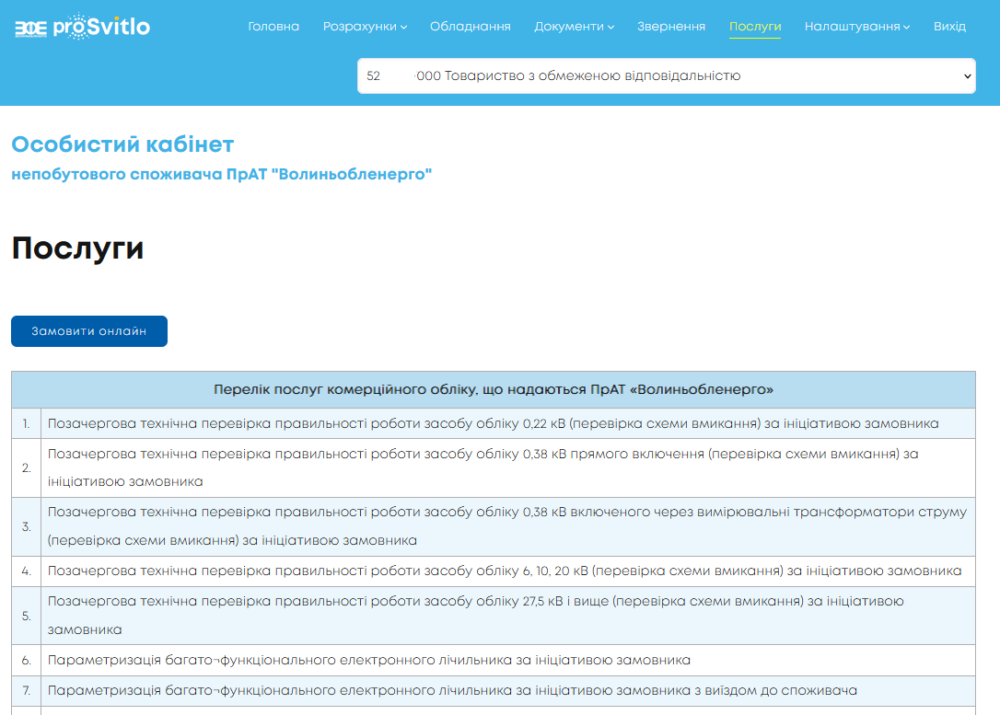 ЗОЕ prosvitlo
Головна Розрахунки Обладнання Документи Звернення Послуги Налаштування Вихід
52 000 Товариство з обмеженою відповідальністю
Особистий кабінет
непобутового споживача ПрАТ "Волиньобленерго"
Послуги
Замовити онлайн
Перелік послуг комерційного обліку, що надаються ПрАТ «Волиньобленерго»
1. Позачергова технічна перевірка правильності роботи засобу обліку 0,22 кВ (перевірка схеми вмикання) за ініціативою замовника
2. Позачергова технічна перевірка правильності роботи засобу обліку 0,38 кВ прямого включення (перевірка схеми вмикання) за
ініціативою замовника
3. Позачергова технічна перевірка правильності роботи засобу обліку 0,38 кВ включеного через вимірювальні трансформатори струму
(перевірка схеми вмикання) за ініціативою замовника
4. Позачергова технічна перевірка правильності роботи засобу обліку 6, 10, 20 кВ (перевірка схеми вмикання) за ініціативою замовника
5. Позачергова технічна перевірка правильності роботи засобу обліку 27,5 кВ і вище (перевірка схеми вмикання) за ініціативою
замовника
6. Параметризація багато¬функціонального електронного лічильника за ініціативою замовника
7. Параметризація багато¬функціонального електронного лічильника за ініціативою замовника з виїздом до споживача